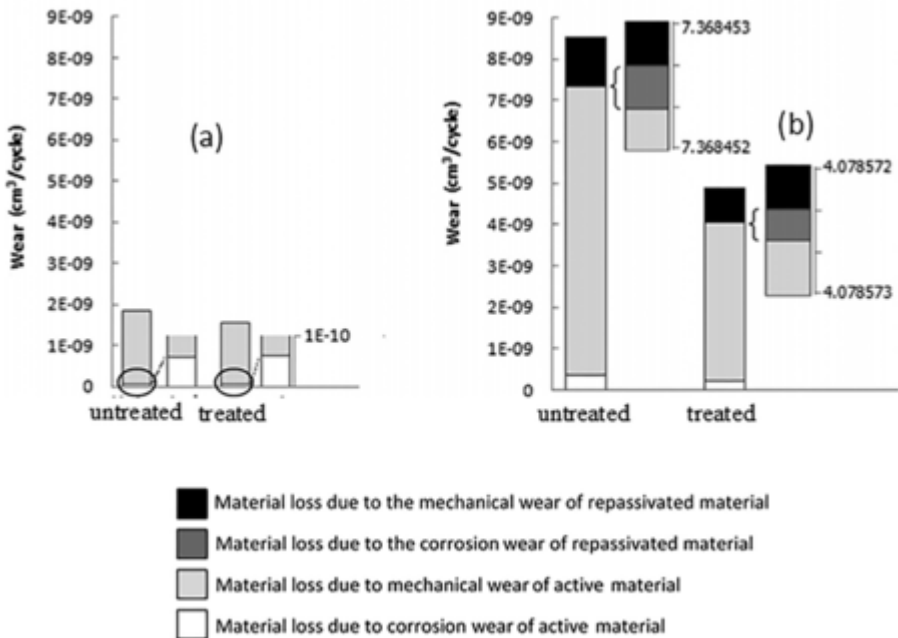 9E-09
8E-09
7E-09
6E-09
5E-09
4E-09
3E-09
2E-09
1E-09
0
Wear (cm³/cycle)
(a)
1E-10
untreated treated
9E-09
8E-09
7E-09
6E-09
5E-09
4E-09
3E-09
2E-09
1E-09
0
Wear (cm³/cycle)
7.368453
(b)
7.368452
4.078572
4.078573
untreated treated
Material loss due to the mechanical wear of repassivated material
Material loss due to the corrosion wear of repassivated material
Material loss due to mechanical wear of active material
Material loss due to corrosion wear of active material